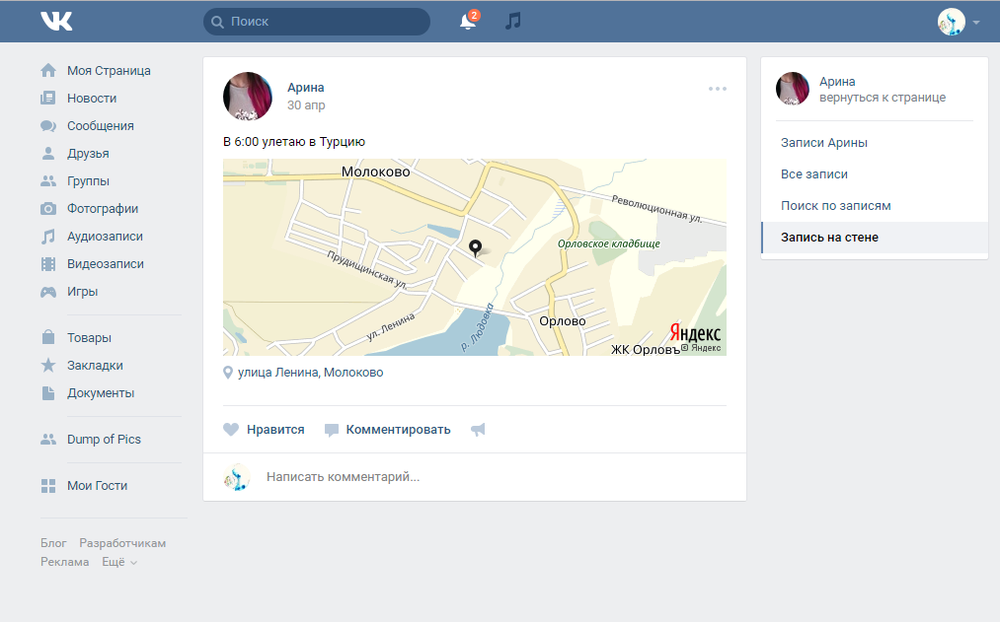 Поиск
2
Моя Страница
Новости
Сообщения
Друзья
Группы
Фотографии
Аудиозаписи
Видеозаписи
Игры
Товары
Закладки
Документы
Dump of Pics
Мои Гости
Блог Разработчикам
Реклама Ещё
Арина
30 апр
В 6:00 улетаю в Турцию
Молоково
Революционная ул.
Орловское кладбище
Прудищинская ул.
ул. Ленина
р. Людовка
Орлово
Яндекс
ЖК Орловъ
© Яндекс
улица Ленина, Молоково
Нравится Комментировать
Написать комментарий...
Арина
вернуться к странице
Записи Арины
Все записи
Поиск по записям
Запись на стене